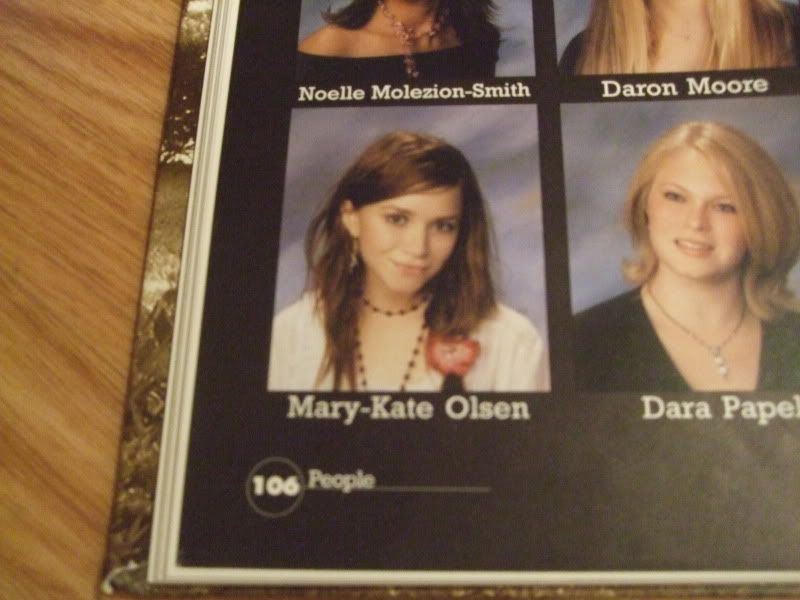 Noelle Molezion-Smith
Daron Moore
Mary-Kate Olsen
Dara Papel
106 People